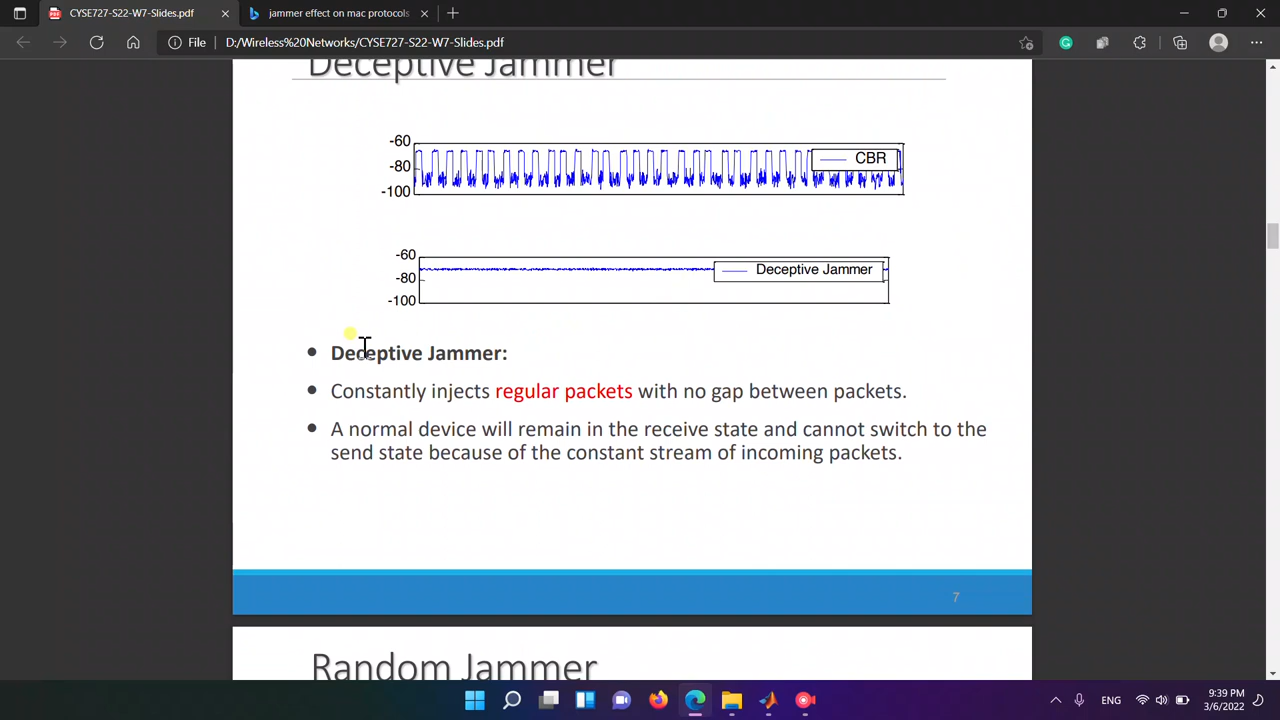 CYSE727-S22-W7-Slides.pdf
jammer effect on mac protocols
File
D:/Wireless%20Networks/CYSE727-S22-W7-Slides.pdf
Deceptive Jammer
-60
-80
-100
CBR
-60
-80
-100
Deceptive Jammer
• Deceptive Jammer:
• Constantly injects regular packets with no gap between packets.
• A normal device will remain in the receive state and cannot switch to the
send state because of the constant stream of incoming packets.
7
Random Jammer
ENG
9:39 PM
3/6/2022